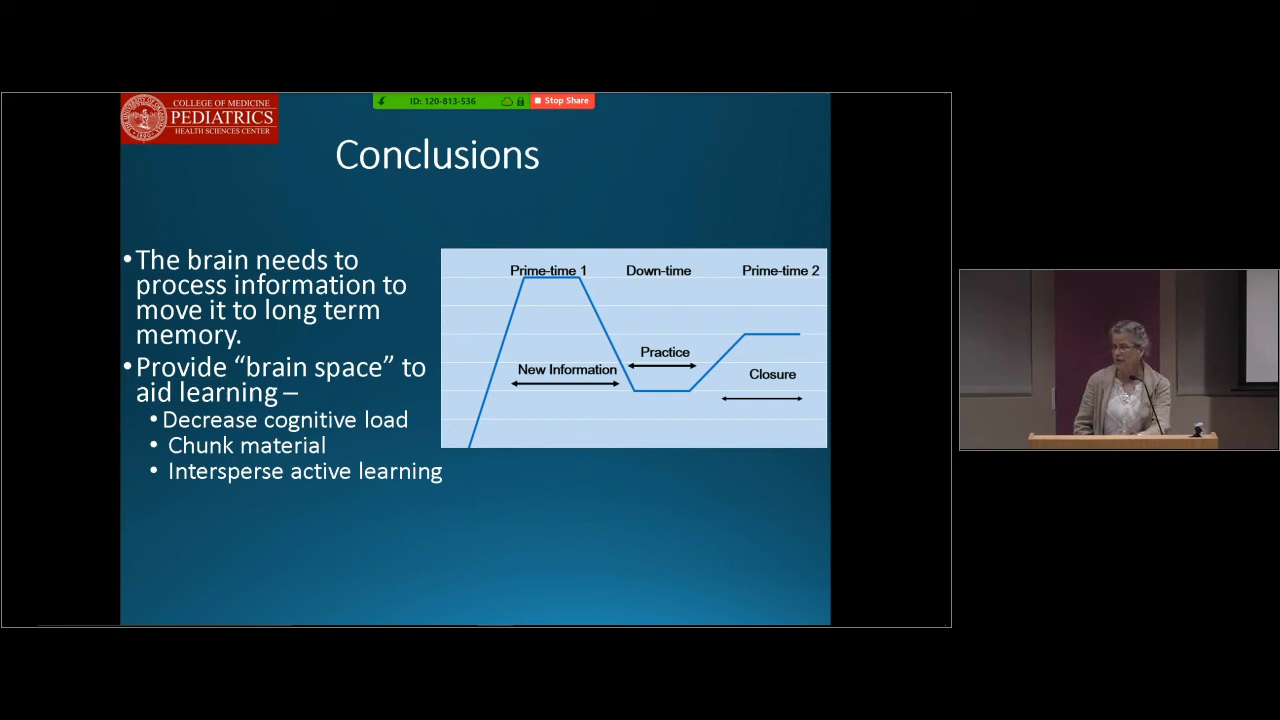 COLLEGE OF MEDICINE
PEDIATRICS
HEALTH SCIENCES CENTER
ID: 120-813-536
Stop Share
Conclusions
•The brain needs to
process information to
move it to long term
memory.
•Provide “brain space” to
aid learning –
•Decrease cognitive load
• Chunk material
• Intersperse active learning
Prime-time 1 Down-time Prime-time 2
Practice
New Information
Closure